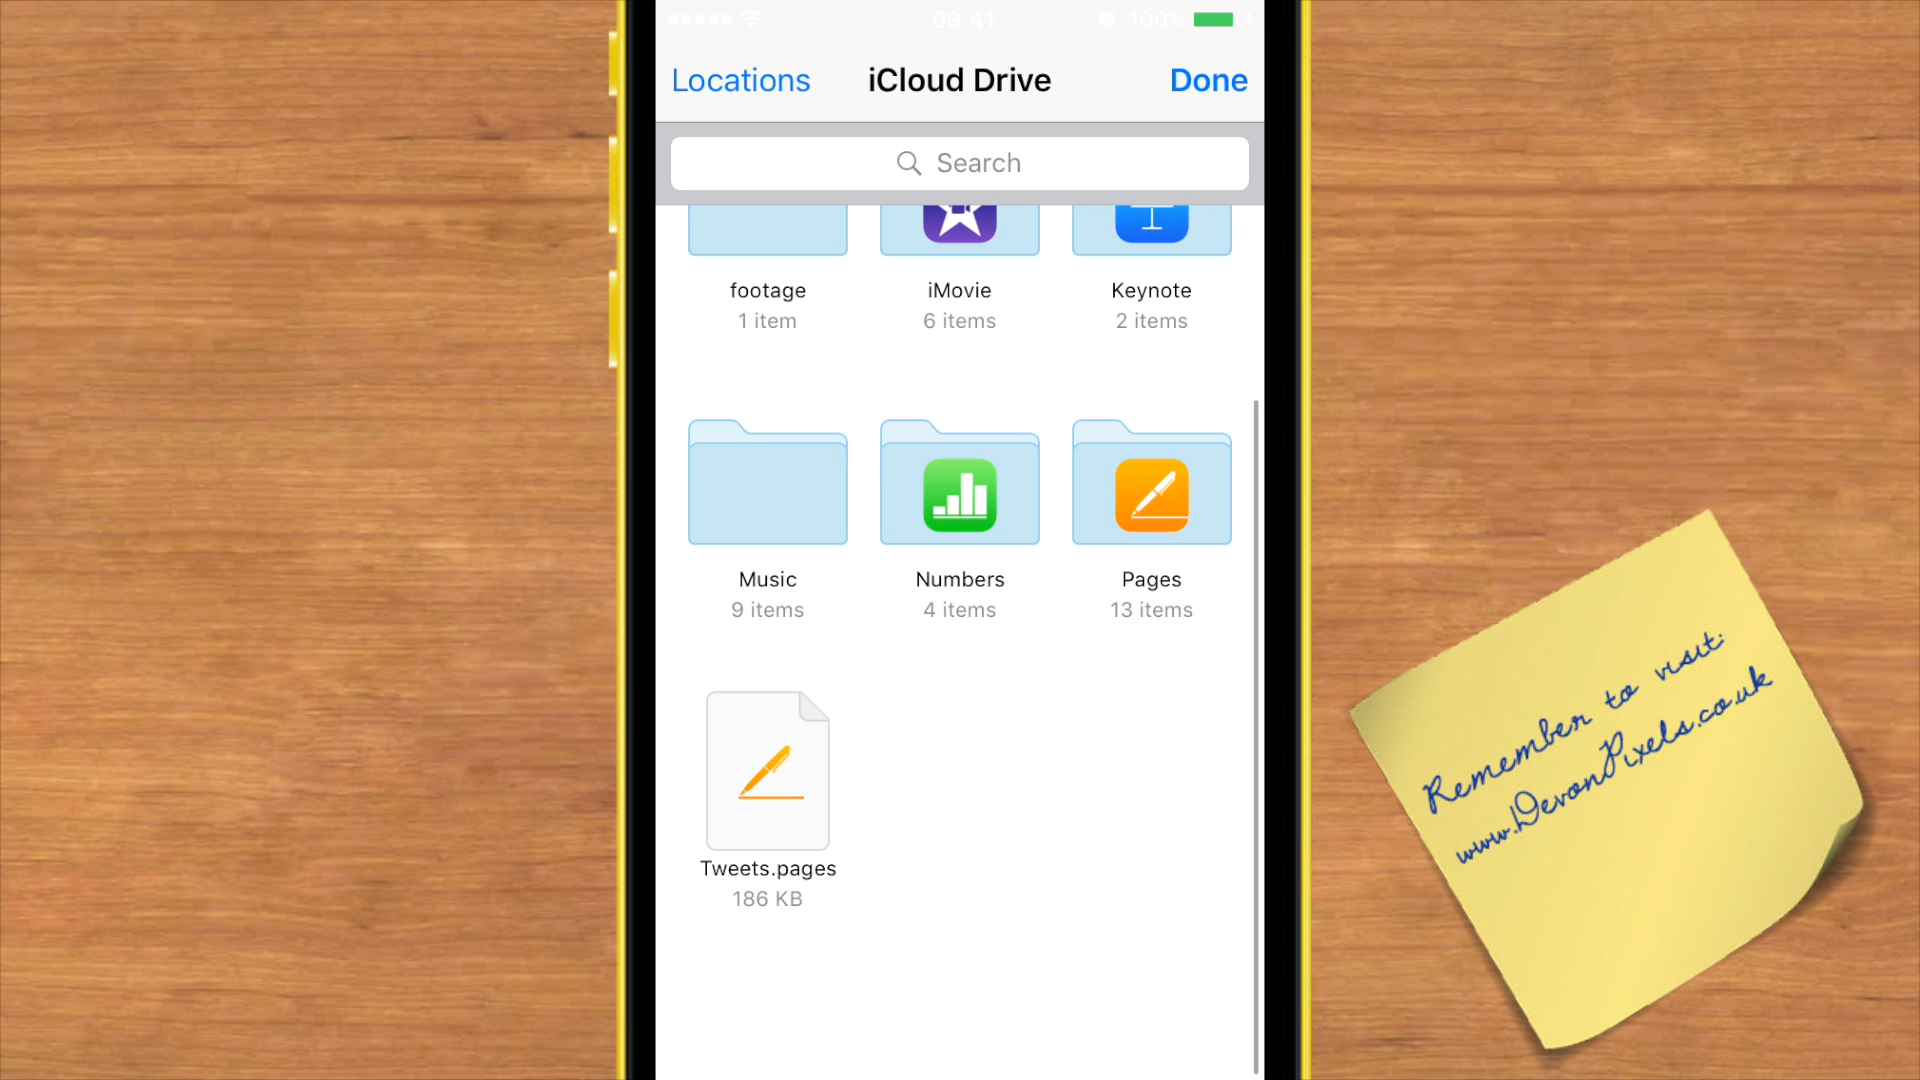 09:41
100%
Locations
iCloud Drive
Done
Search
footage
iMovie
Keynote
1 item
6 items
2 items
Music
Numbers
Pages
9 items
4 items
13 items
Tweets.pages
186 KB
Remember to visit:
www.DevonPixels.co.uk